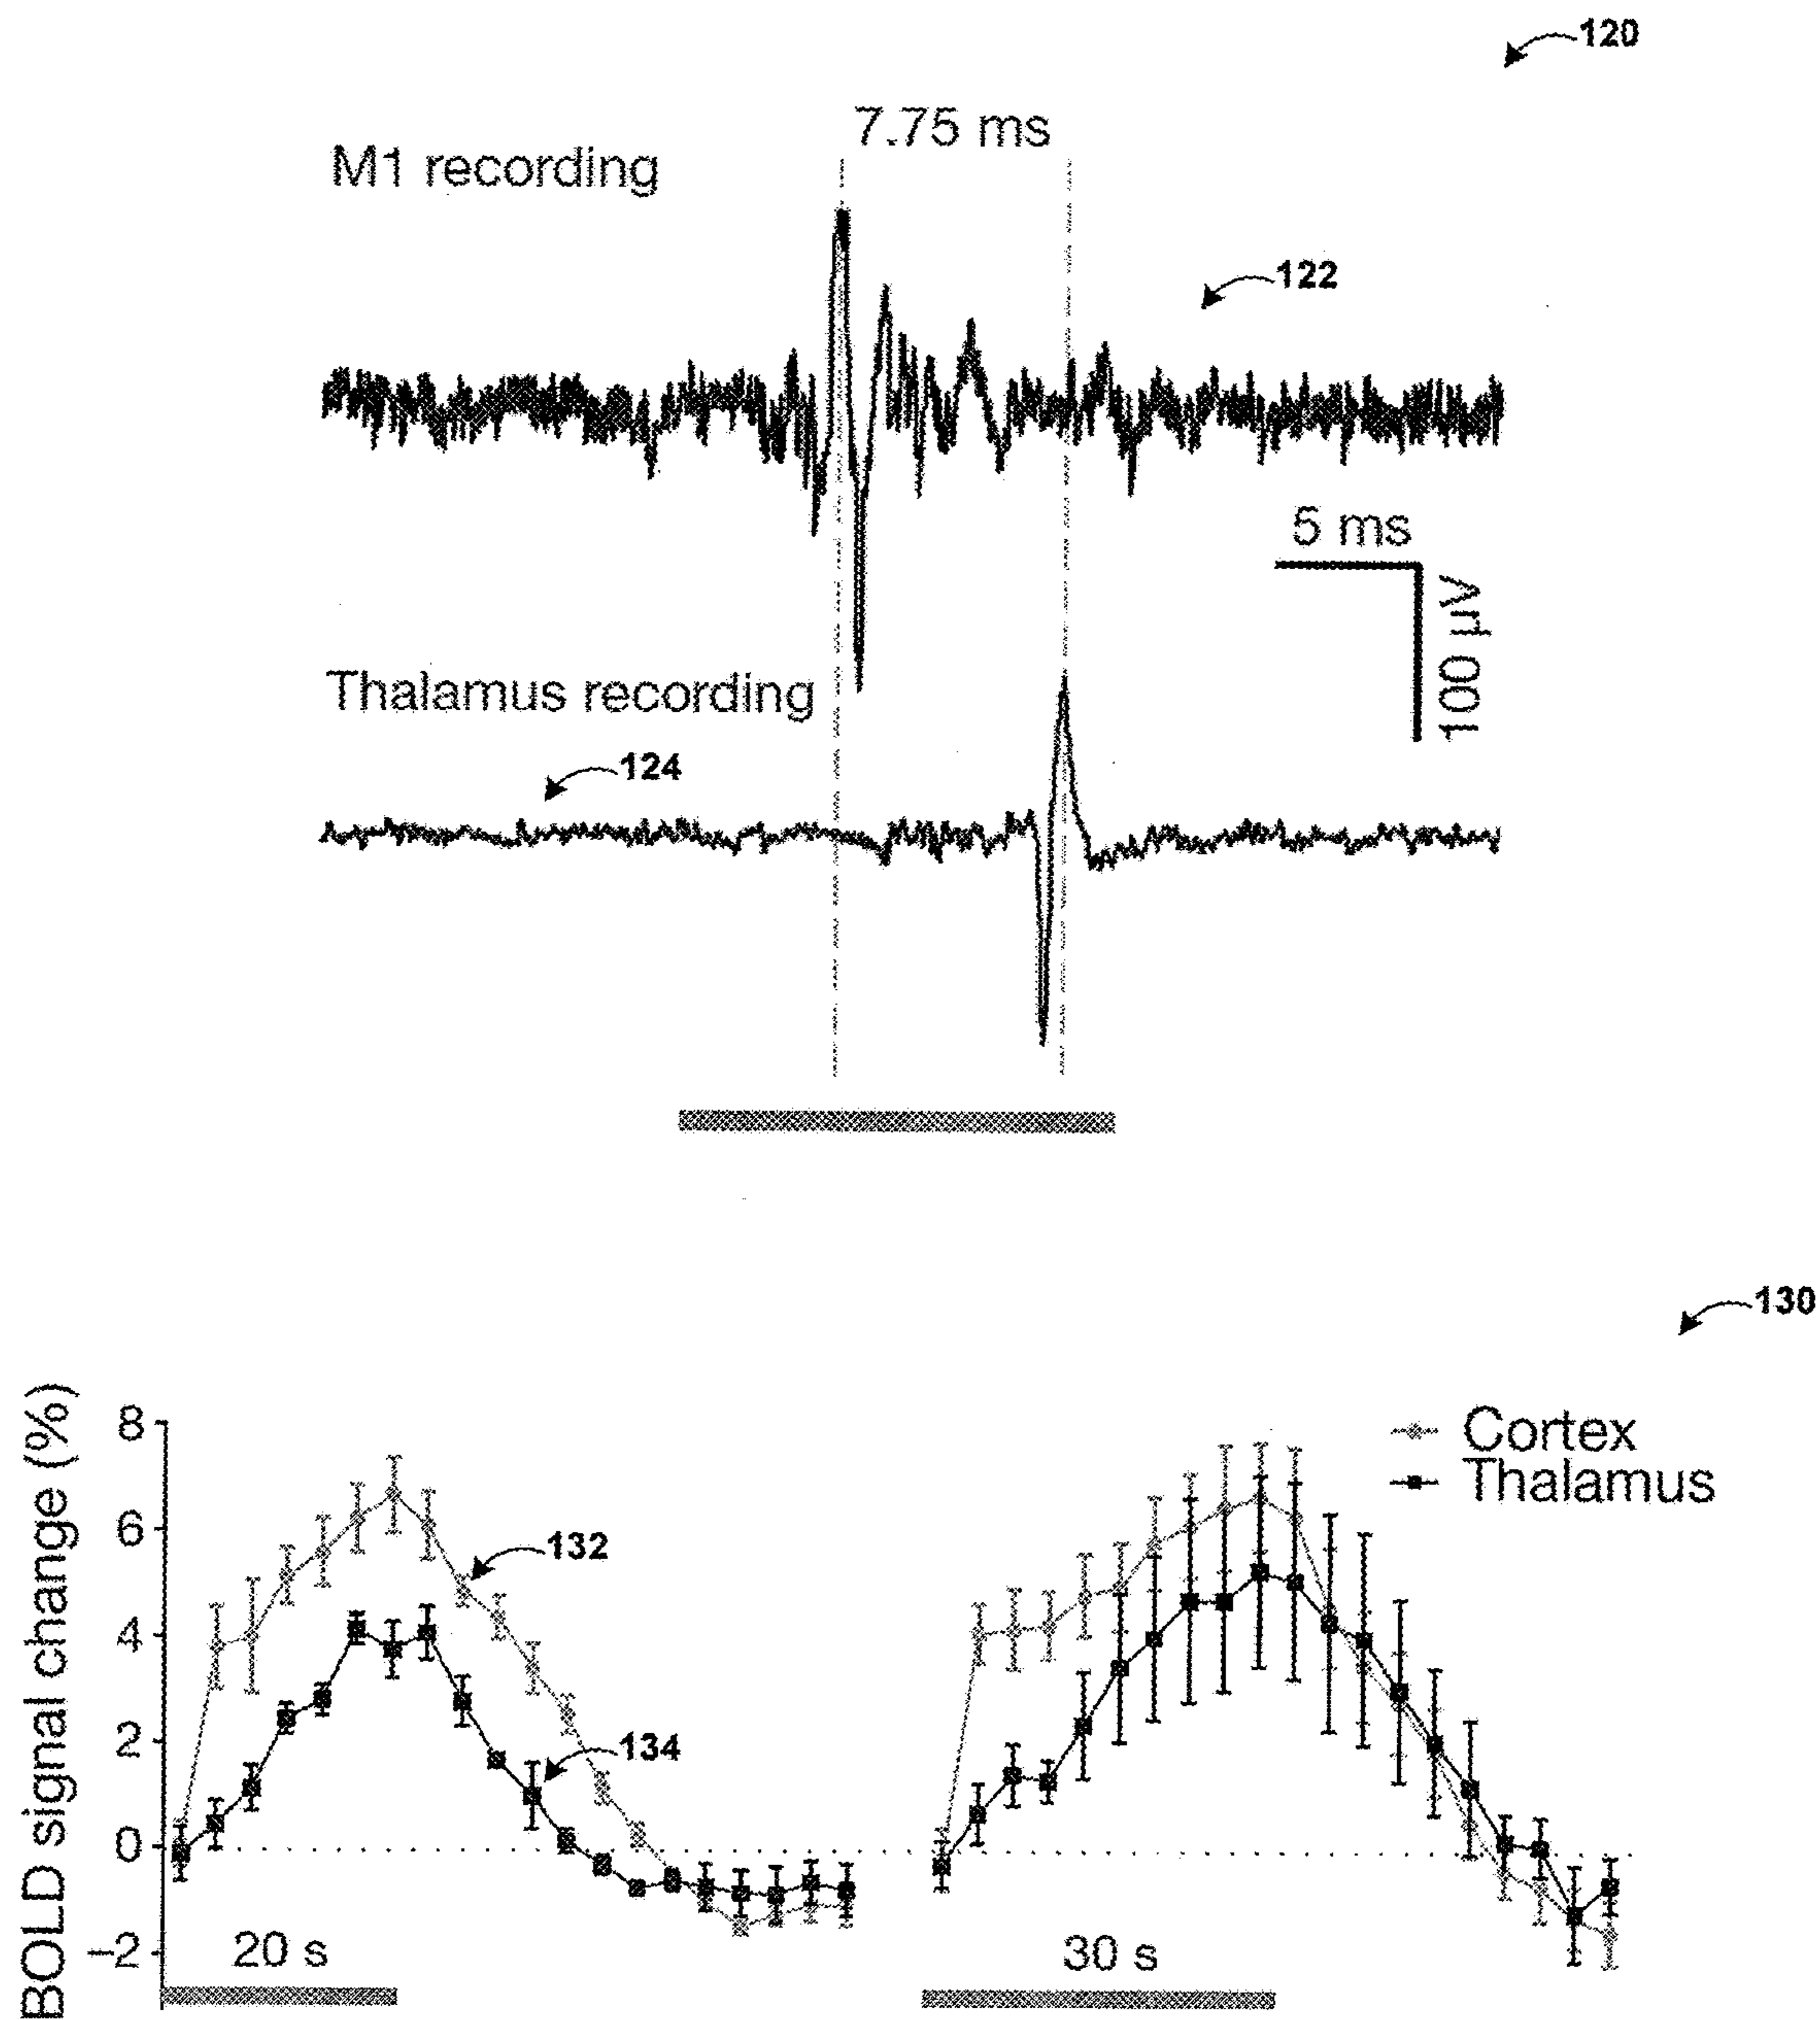 120
7.75 ms
M1 recording
122
5 ms
100 µV
Thalamus recording
124
130
BOLD signal change (%)
8
6
4
2
0
−2
Cortex
Thalamus
132
134
20 s
30 s